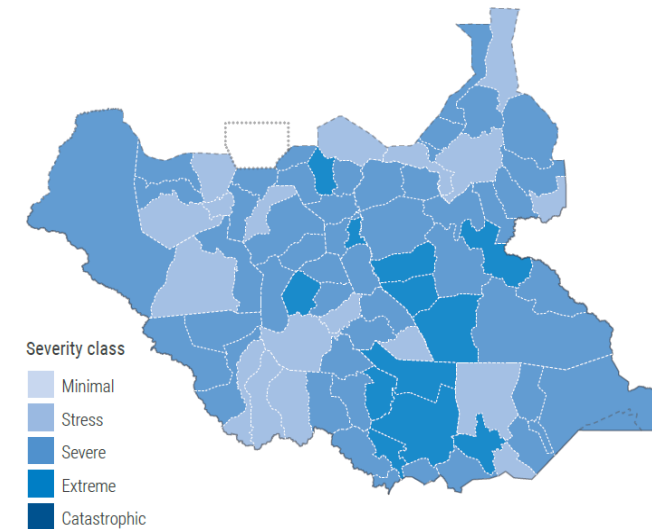 Severity class
Minimal
Stress
Severe
Extreme
Catastrophic